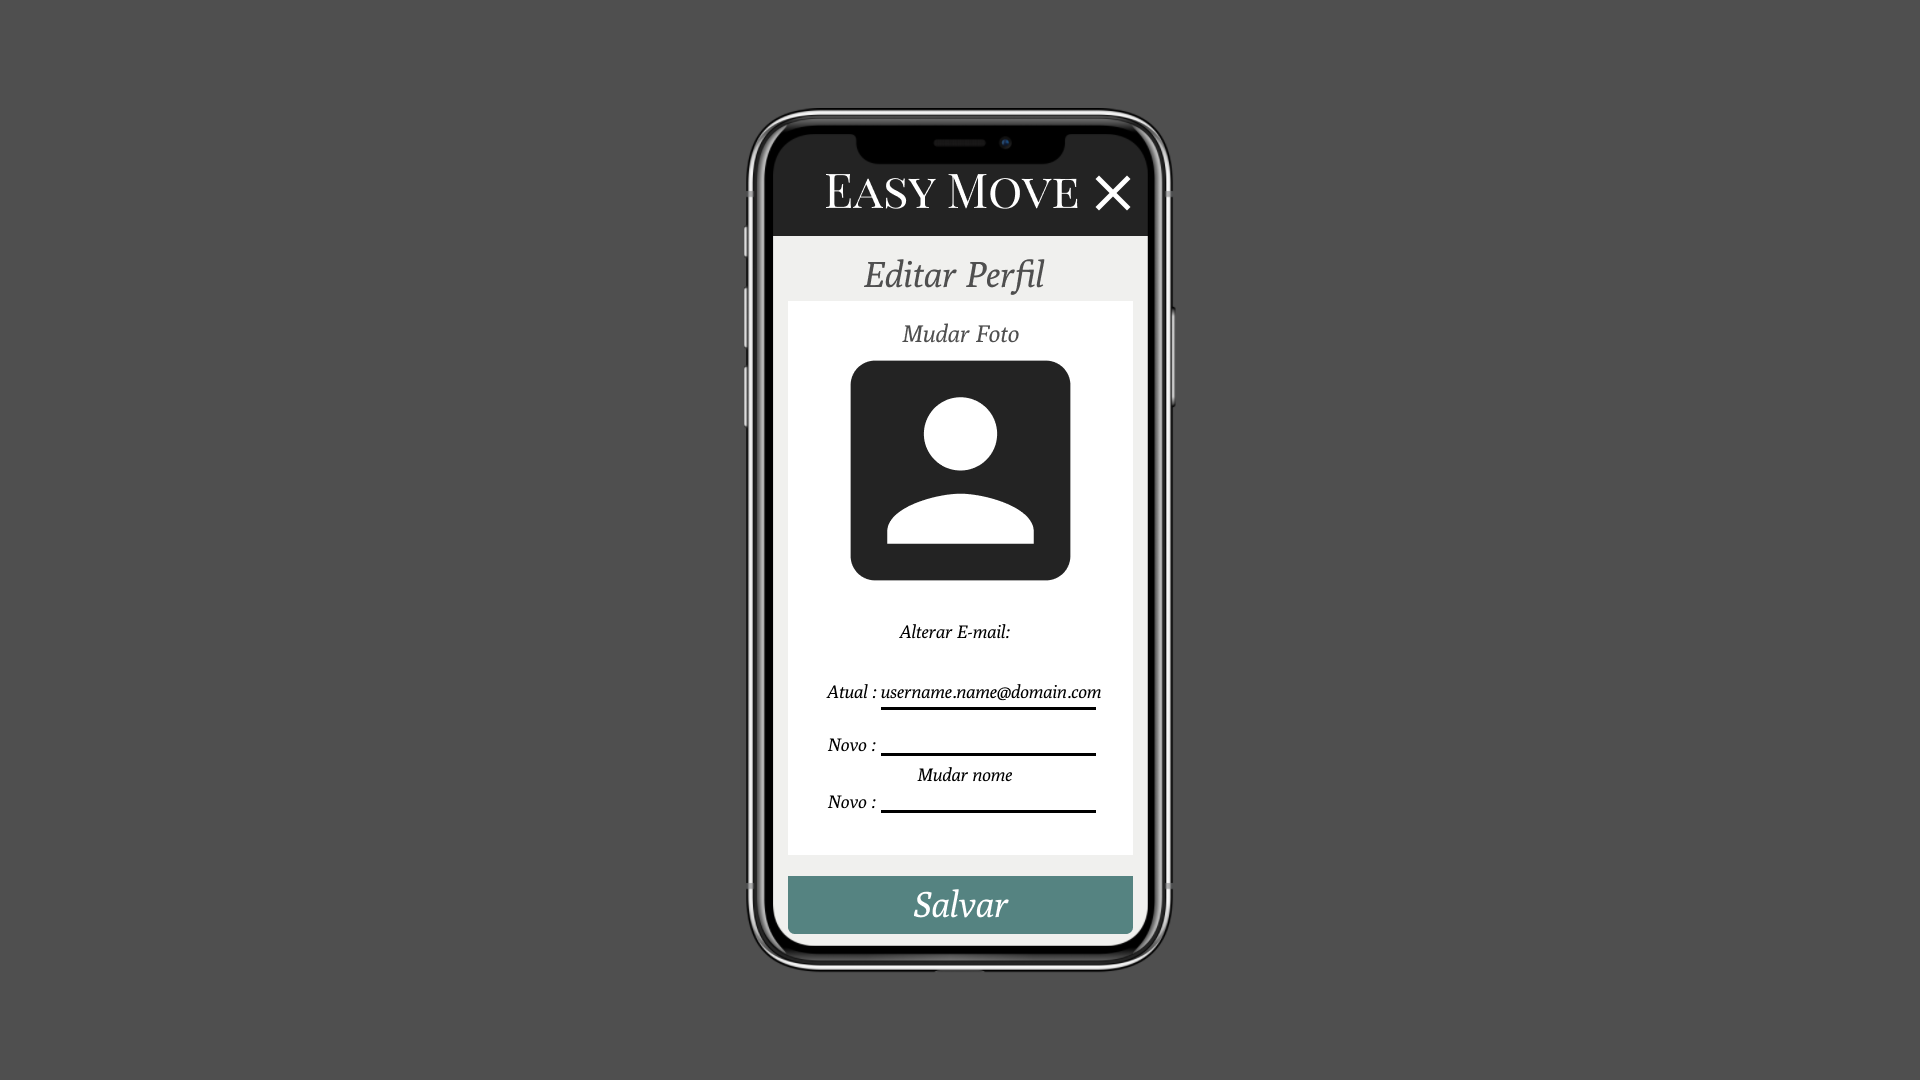 EASY MOVE
Editar Perfil
Mudar Foto
Alterar E-mail:
Atual : username.name@domain.com
Novo :
Mudar nome
Novo :
Salvar